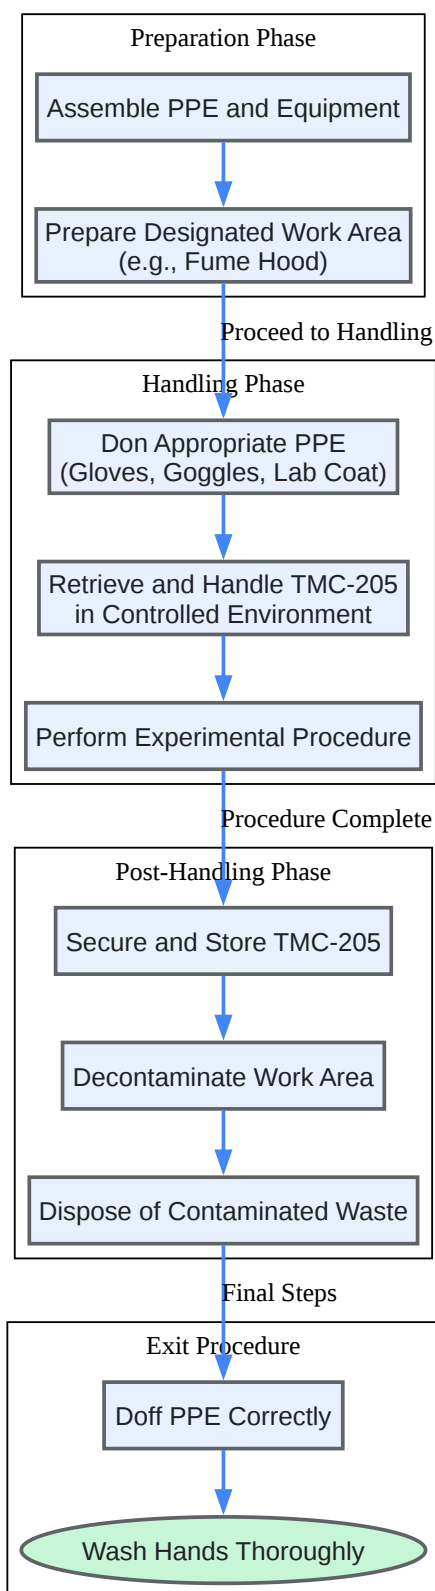 Preparation Phase
Assemble PPE and Equipment
Prepare Designated Work Area
(e.g., Fume Hood)
Proceed to Handling
Handling Phase
Don Appropriate PPE
(Gloves, Goggles, Lab Coat)
Retrieve and Handle TMC-205
in Controlled Environment
Perform Experimental Procedure
Procedure Complete
Post-Handling Phase
Secure and Store TMC-205
Decontaminate Work Area
Dispose of Contaminated Waste
Final Steps
Exit Procedure
Doff PPE Correctly
Wash Hands Thoroughly